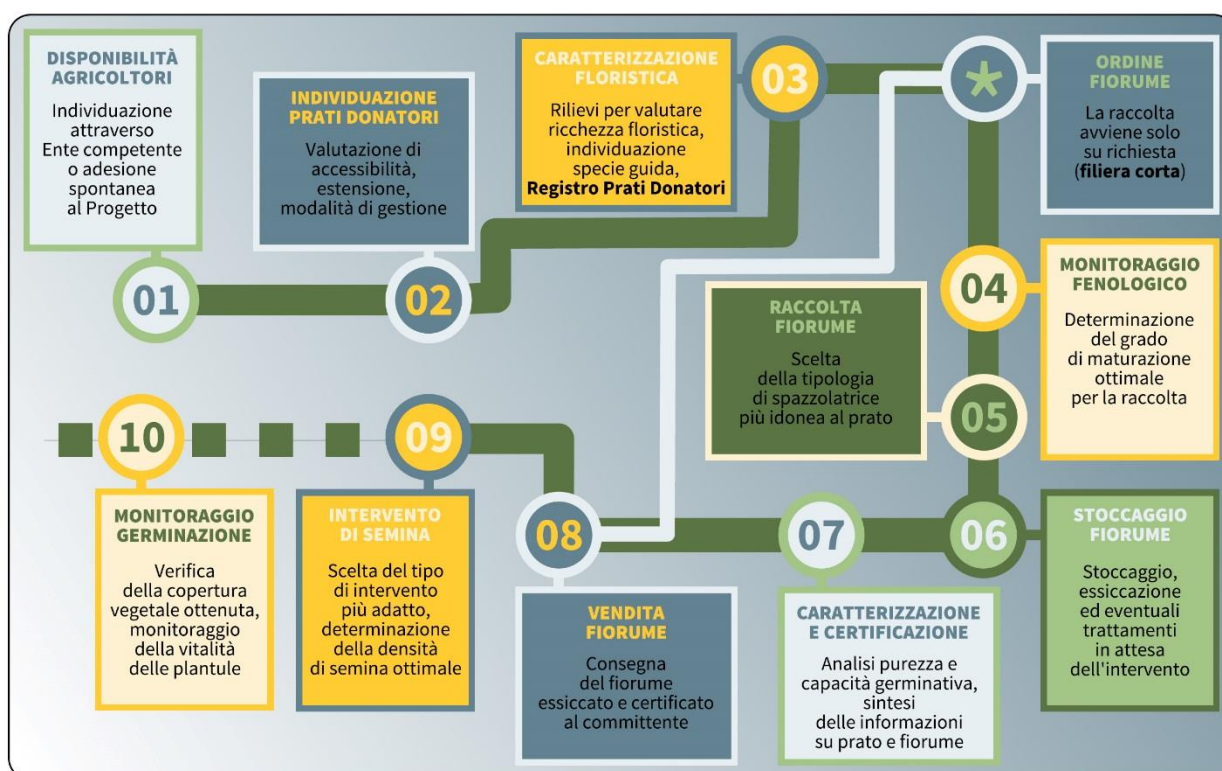 DISPONIBILITÀ
AGRICOLTORI
Individuazione
attraverso
Ente competente
o adesione
spontanea
al Progetto
01
INDIVIDUAZIONE
PRATI DONATORI
Valutazione di
accessibilità,
estensione,
modalità di gestione
02
CARATTERIZZAZIONE
FLORISTICA
Rilievi per valutare
ricchezza floristica,
individuazione
specie guida,
Registro Prati Donatori
03
*
ORDINE
FIORUME
La raccolta
avviene solo
su richiesta
(filiera corta)
04
MONITORAGGIO
FENOLOGICO
Determinazione
del grado
di maturazione
ottimale
per la raccolta
RACCOLTA
FIORUME
Scelta
della tipologia
di spazzolatrice
più idonea al prato
05
06
STOCCAGGIO
FIORUME
Stoccaggio,
essiccazione
ed eventuali
trattamenti
in attesa
dell'intervento
07
CARATTERIZZAZIONE
E CERTIFICAZIONE
Analisi purezza e
capacità germinativa,
sintesi
delle informazioni
su prato e fiorume
08
VENDITA
FIORUME
Consegna
del fiorume
essiccato e certificato
al committente
09
INTERVENTO
DI SEMINA
Scelta del tipo
di intervento
più adatto,
determinazione
della densità
di semina ottimale
10
MONITORAGGIO
GERMINAZIONE
Verifica
della copertura
vegetale ottenuta,
monitoraggio
della vitalità
delle plantule